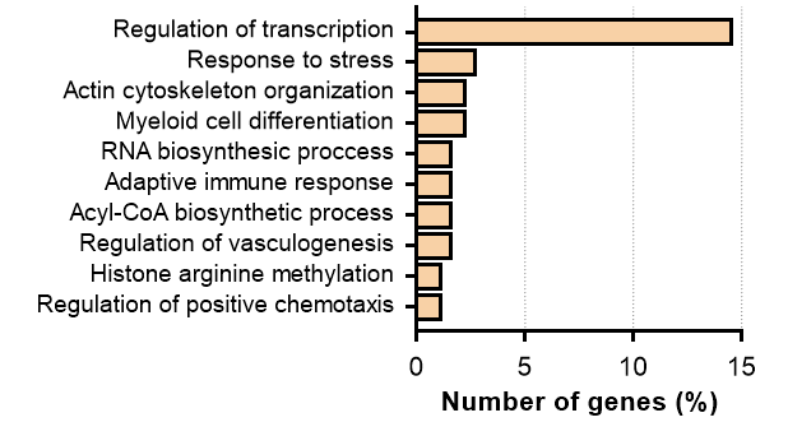 Regulation of transcription
Response to stress
Actin cytoskeleton organization
Myeloid cell differentiation
RNA biosynthesic proccess
Adaptive immune response
Acyl-CoA biosynthetic process
Regulation of vasculogenesis
Histone arginine methylation
Regulation of positive chemotaxis
0 5 10 15
Number of genes (%)